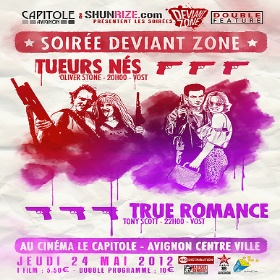 CAPITOLE
AVIGNON
& SHUNRIZE.com
PRÉSENTENT LES SOIRÉES
DEVIANT
ZONE
DOUBLE
FEATURE
★ SOIRÉE DEVIANT ZONE ★
TUEURS NÉS
OLIVER STONE - 20H00 - VOST
TRUE ROMANCE
TONY SCOTT - 22H00 - VOST
AU CINÉMA LE CAPITOLE - AVIGNON CENTRE VILLE
JEUDI 24 MAI 2012
1 FILM : 5,50€ - DOUBLE PROGRAMME : 10€